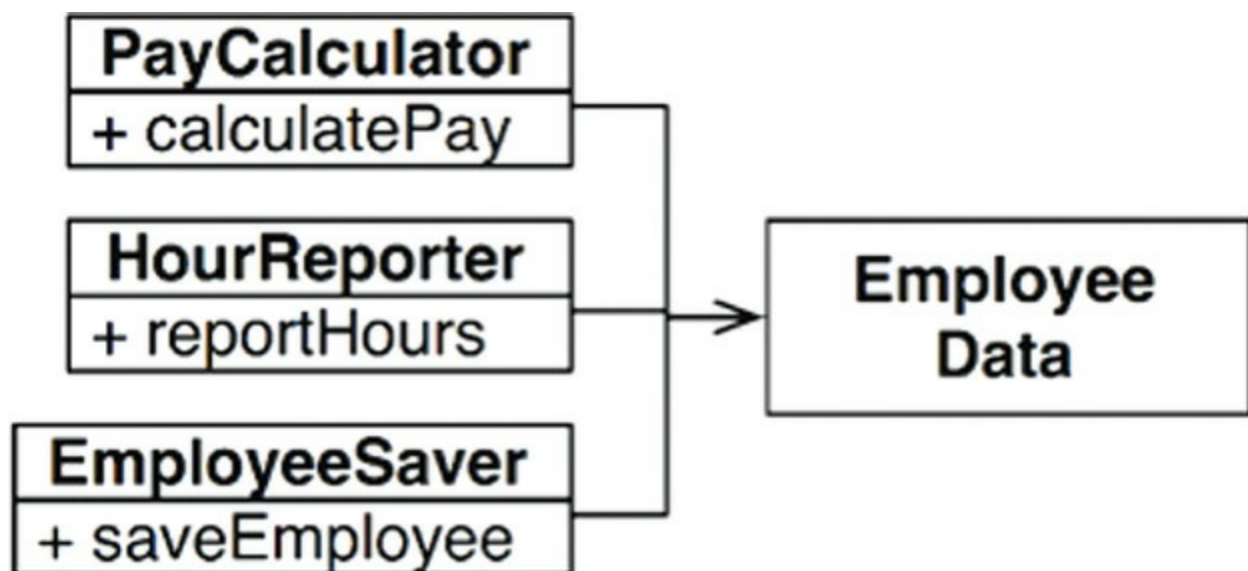 PayCalculator
+ calculatePay
HourReporter
+ reportHours
EmployeeSaver
+ saveEmployee
Employee
Data